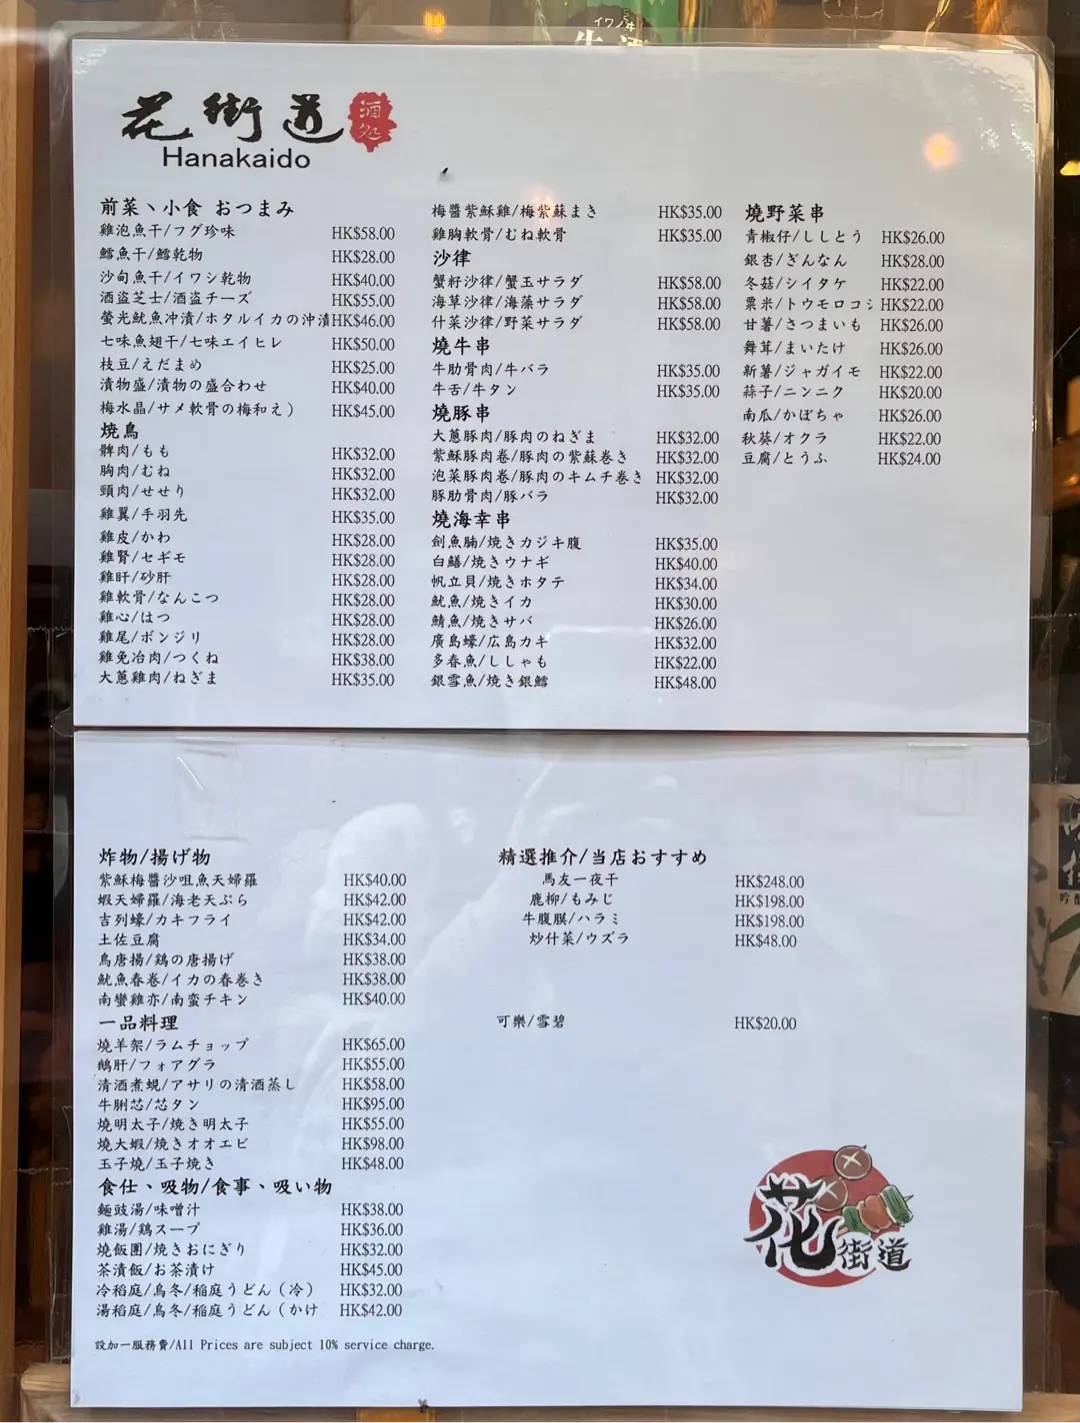 イワノ井
花街道 酒処
Hanakaido
前菜、小食 おつまみ
雞泡魚干/フグ珍味 HK$58.00
鱈魚干/鱈乾物 HK$28.00
沙甸魚干/イワシ乾物 HK$40.00
酒盜芝士/酒盗チーズ HK$55.00
螢光魷魚冲漬/ホタルイカの沖漬 HK$46.00
七味魚翅干/七味エイヒレ HK$50.00
枝豆/えだまめ HK$25.00
漬物盛/漬物の盛合わせ HK$40.00
梅水晶/サメ軟骨の梅和え） HK$45.00
燒鳥
髀肉/もも HK$32.00
胸肉/むね HK$32.00
頸肉/せせり HK$32.00
雞翼/手羽先 HK$35.00
雞皮/かわ HK$28.00
雞腎/セギモ HK$28.00
雞肝/砂肝 HK$28.00
雞軟骨/なんこつ HK$28.00
雞心/はつ HK$28.00
雞尾/ボンジリ HK$28.00
雞免冶肉/つくね HK$38.00
大蔥雞肉/ねぎま HK$35.00
梅醬紫穌雞/梅紫蘇まき HK$35.00
雞胸軟骨/むね軟骨 HK$35.00
沙律
蟹籽沙律/蟹玉サラダ HK$58.00
海草沙律/海藻サラダ HK$58.00
什菜沙律/野菜サラダ HK$58.00
燒牛串
牛肋骨肉/牛バラ HK$35.00
牛舌/牛タン HK$35.00
燒豚串
大蔥豚肉/豚肉のねぎま HK$32.00
紫穌豚肉卷/豚肉の紫蘇巻き HK$32.00
泡菜豚肉卷/豚肉のキムチ巻き HK$32.00
豚肋骨肉/豚バラ HK$32.00
燒海幸串
劍魚腩/焼きカジキ腹 HK$35.00
白鱔/焼きウナギ HK$40.00
帆立貝/焼きホタテ HK$34.00
魷魚/焼きイカ HK$30.00
鯖魚/焼きサバ HK$26.00
廣島蠔/広島カキ HK$32.00
多春魚/ししゃも HK$22.00
銀雪魚/焼き銀鱈 HK$48.00
燒野菜串
青椒仔/ししとう HK$26.00
銀杏/ぎんなん HK$28.00
冬菇/シイタケ HK$22.00
粟米/トウモロコシ HK$22.00
甘薯/さつまいも HK$26.00
舞茸/まいたけ HK$26.00
新薯/ジャガイモ HK$22.00
蒜子/ニンニク HK$20.00
南瓜/かぼちゃ HK$26.00
秋葵/オクラ HK$22.00
豆腐/とうふ HK$24.00
炸物/揚げ物
紫穌梅醬沙咀魚天婦羅 HK$40.00
蝦天婦羅/海老天ぷら HK$42.00
吉列蠔/カキフライ HK$42.00
土佐豆腐 HK$34.00
鳥唐揚/鶏の唐揚げ HK$38.00
魷魚春卷/イカの春巻き HK$38.00
南蠻雞亦/南蛮チキン HK$40.00
一品料理
燒羊架/ラムチョップ HK$65.00
鵝肝/フォアグラ HK$55.00
清酒煮蜆/アサリの清酒蒸し HK$58.00
牛脷芯/芯タン HK$95.00
燒明太子/焼き明太子 HK$55.00
燒大蝦/焼きオオエビ HK$98.00
玉子燒/玉子焼き HK$48.00
食仕、吸物/食事、吸い物
麵豉湯/味噌汁 HK$38.00
雞湯/鶏スープ HK$36.00
燒飯團/焼きおにぎり HK$32.00
茶漬飯/お茶漬け HK$45.00
冷稻庭/烏冬/稲庭うどん（冷） HK$32.00
湯稻庭/烏冬/稲庭うどん（かけ HK$42.00
設加一服務費/All Prices are subject 10% service charge.
精選推介/当店おすすめ
馬友一夜干 HK$248.00
鹿柳/もみじ HK$198.00
牛腹膜/ハラミ HK$198.00
炒什菜/ウズラ HK$48.00
可樂/雪碧 HK$20.00
花街道